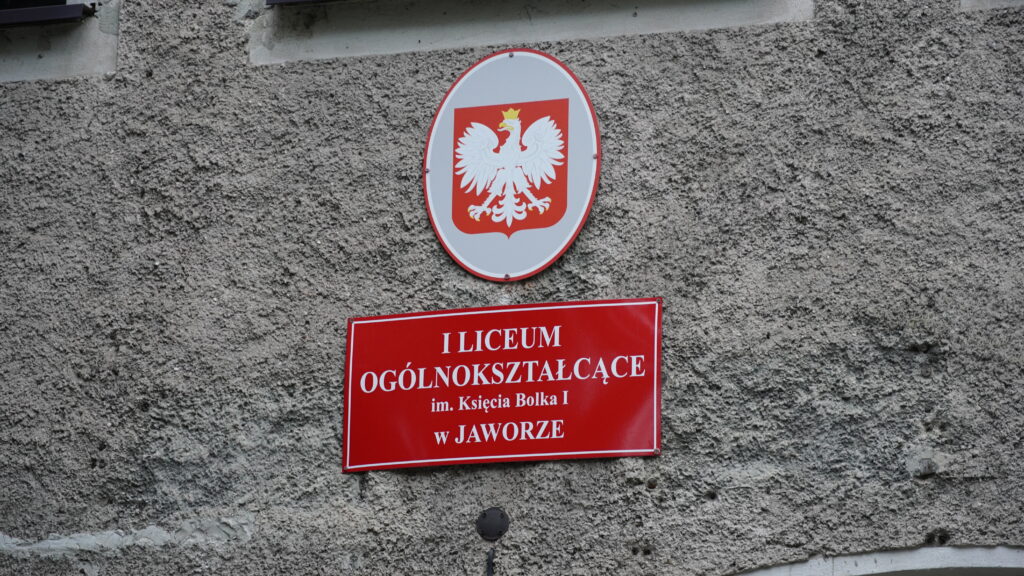 I LICEUM
OGÓLNOKSZTAŁCĄCE
im. Księcia Bolka I
w JAWORZE